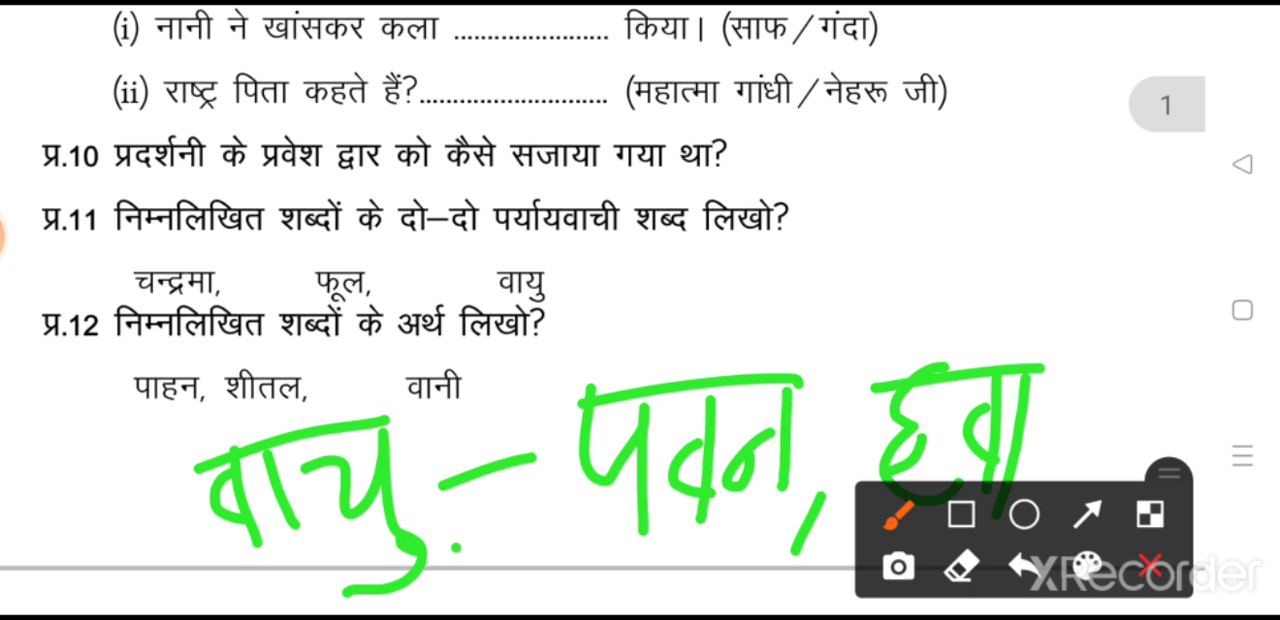 (i) नानी ने खांसकर कला ....................... किया। (साफ/गंदा)
(ii) राष्ट्र पिता कहते हैं?............................ (महात्मा गांधी/नेहरू जी)
1
प्र.10 प्रदर्शनी के प्रवेश द्वार को कैसे सजाया गया था?
प्र.11 निम्नलिखित शब्दों के दो–दो पर्यायवाची शब्द लिखो?
चन्द्रमा, फूल, वायु
प्र.12 निम्नलिखित शब्दों के अर्थ लिखो?
पाहन, शीतल, वानी
वायु - पवन, हवा
XRecorder